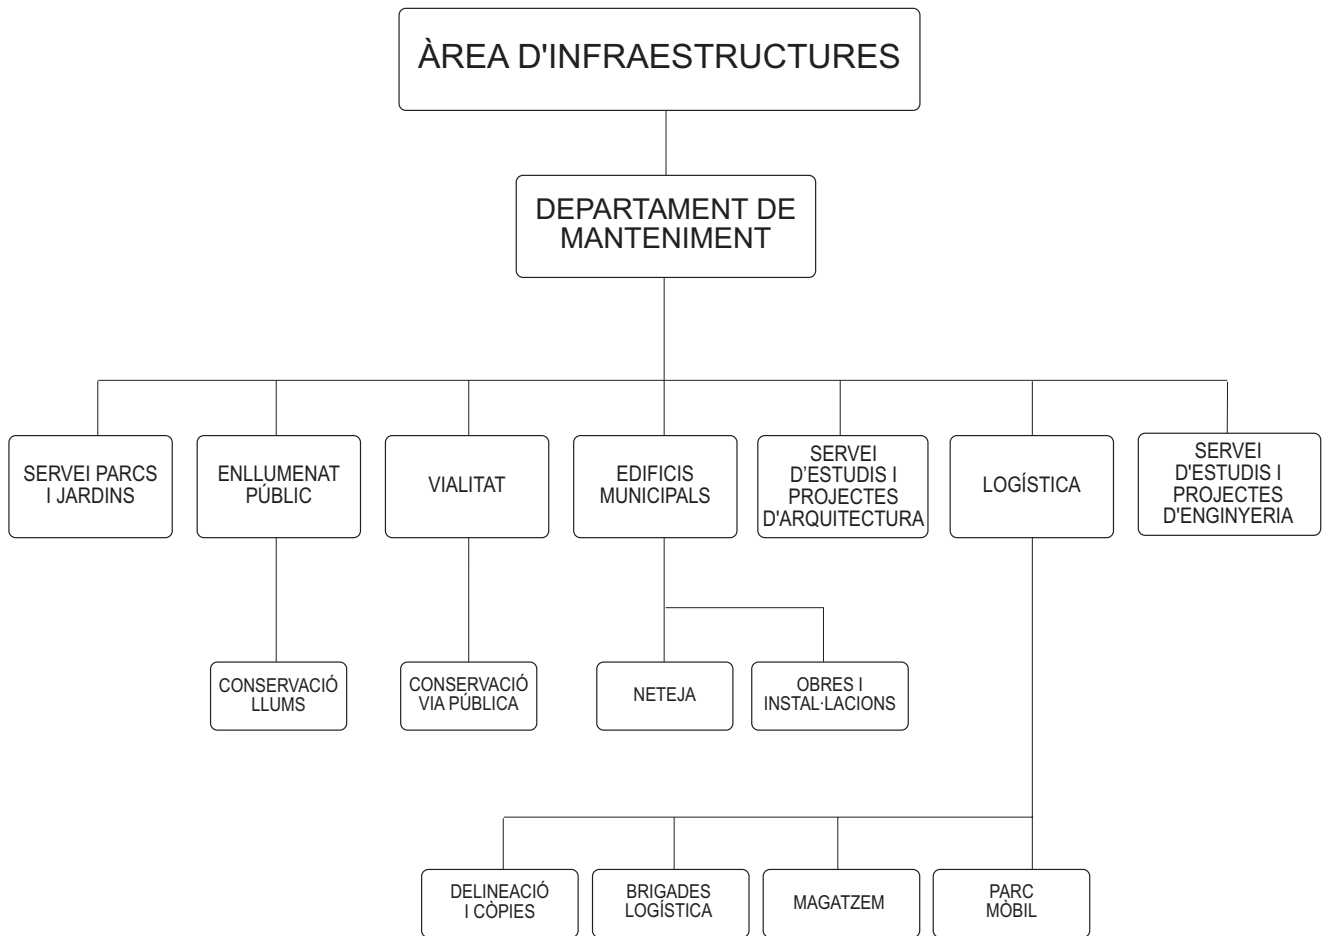 ÀREA D'INFRAESTRUCTURES
DEPARTAMENT DE
MANTENIMENT
SERVEI PARCS
I JARDINS
ENLLUMENAT
PÚBLIC
VIALITAT
EDIFICIS
MUNICIPALS
SERVEI
D'ESTUDIS I
PROJECTES
D'ARQUITECTURA
LOGÍSTICA
SERVEI
D'ESTUDIS I
PROJECTES
D'ENGINYERIA
CONSERVACIÓ
LLUMS
CONSERVACIÓ
VIA PÚBLICA
NETEJA
OBRES I
INSTAL·LACIONS
DELINEACIÓ
I CÒPIES
BRIGADES
LOGÍSTICA
MAGATZEM
PARC
MÒBIL